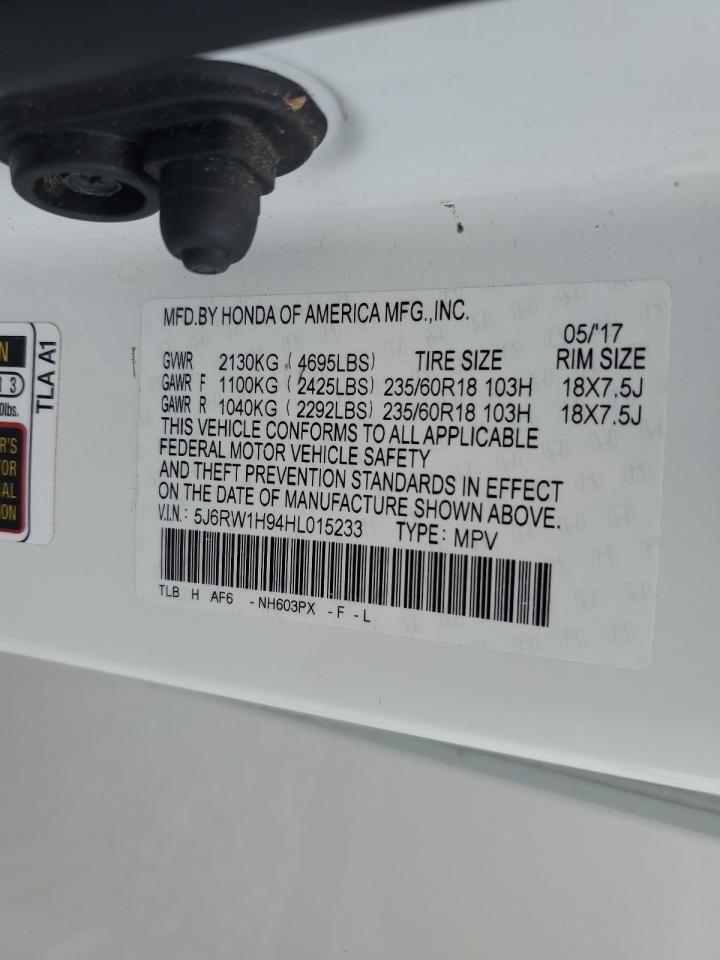 MFD.BY HONDA OF AMERICA MFG.,INC.
05/'17
GVWR 2130KG ( 4695LBS) TIRE SIZE RIM SIZE
GAWR F 1100KG ( 2425LBS) 235/60R18 103H 18X7.5J
GAWR R 1040KG ( 2292LBS) 235/60R18 103H 18X7.5J
THIS VEHICLE CONFORMS TO ALL APPLICABLE
FEDERAL MOTOR VEHICLE SAFETY
AND THEFT PREVENTION STANDARDS IN EFFECT
ON THE DATE OF MANUFACTURE SHOWN ABOVE.
V.I.N.: 5J6RW1H94HL015233 TYPE: MPV
TLB H AF6 -NH603PX -F -L
TLA A1